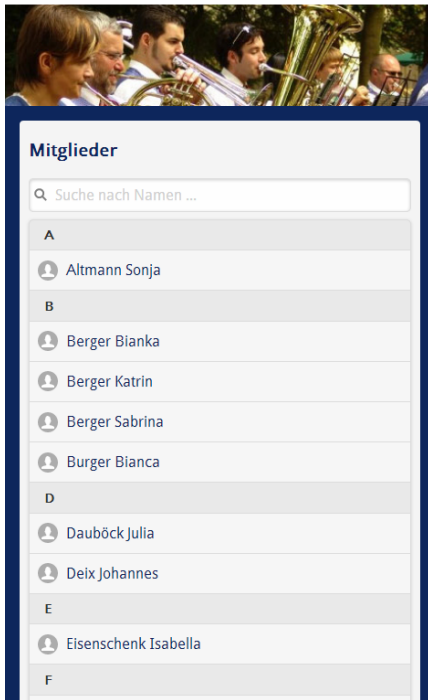 Mitglieder
Suche nach Namen ...
A
Altmann Sonja
B
Berger Bianka
Berger Katrin
Berger Sabrina
Burger Bianca
D
Dauböck Julia
Deix Johannes
E
Eisenschenk Isabella
F